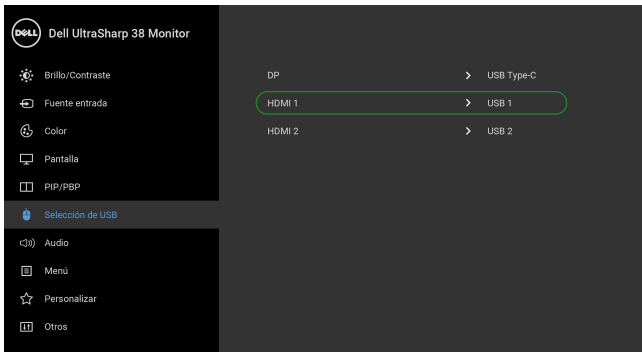 DELL Dell UltraSharp 38 Monitor
Brillo/Contraste
Fuente entrada
Color
Pantalla
PIP/PBP
Selección de USB
Audio
Menú
Personalizar
Otros
DP > USB Type-C
HDMI 1 > USB 1
HDMI 2 > USB 2